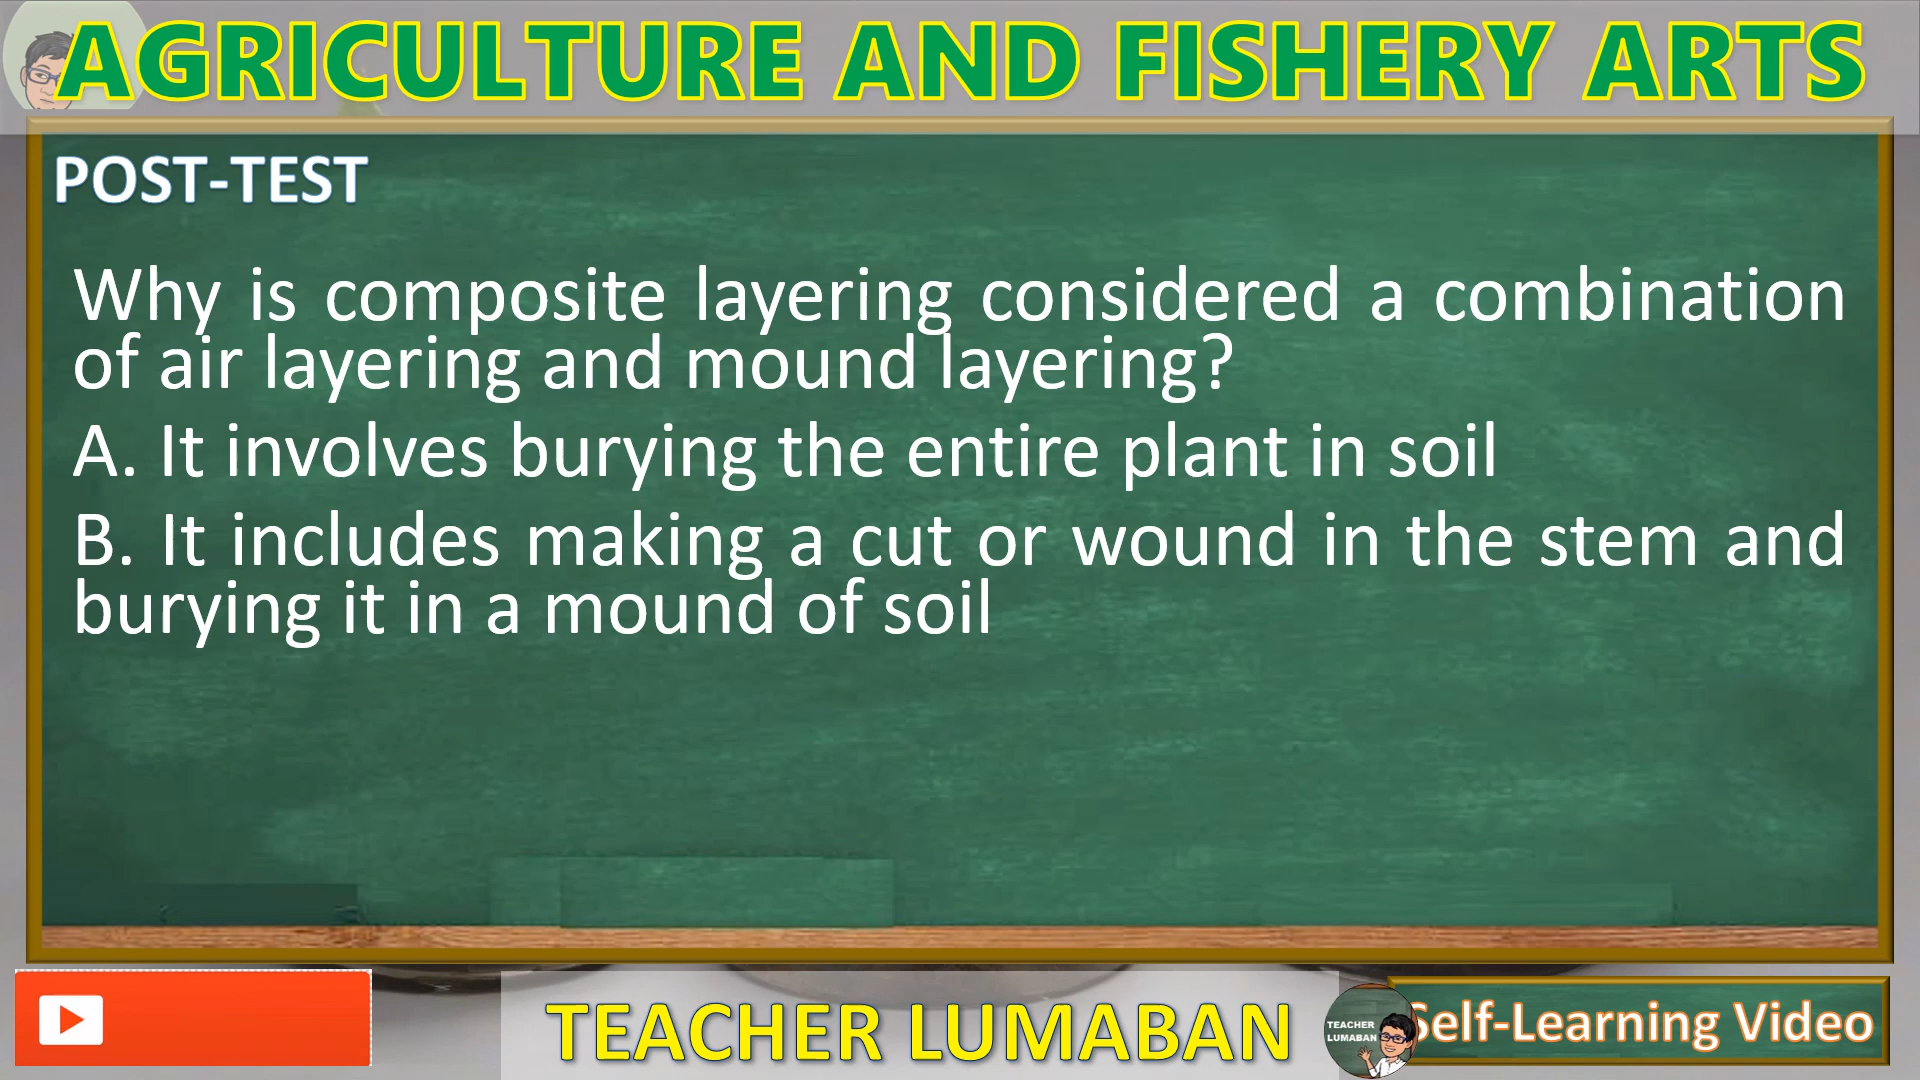 AGRICULTURE AND FISHERY ARTS
POST-TEST
Why is composite layering considered a combination
of air layering and mound layering?
A. It involves burying the entire plant in soil
B. It includes making a cut or wound in the stem and
burying it in a mound of soil
TEACHER LUMABAN
TEACHER
LUMABAN
Self-Learning Video